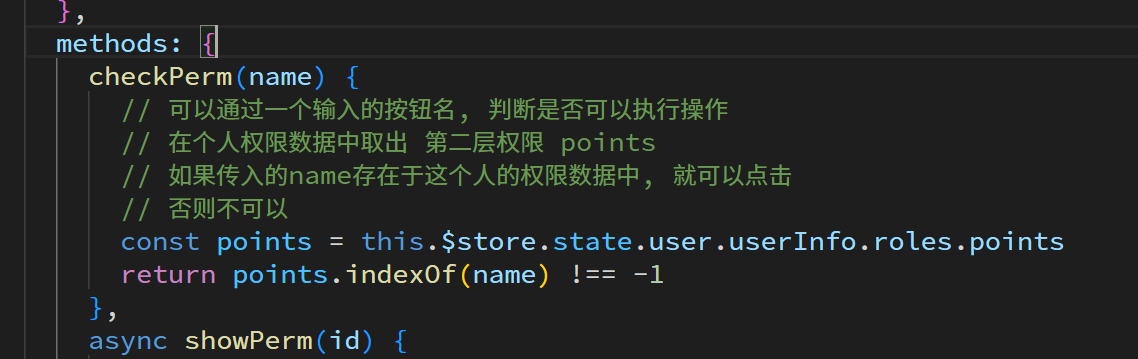 },
methods: {
checkPerm(name) {
// 可以通过一个输入的按钮名, 判断是否可以执行操作
// 在个人权限数据中取出 第二层权限 points
// 如果传入的name存在于这个人的权限数据中, 就可以点击
// 否则不可以
const points = this.$store.state.user.userInfo.roles.points
return points.indexOf(name) !== -1
},
async showPerm(id) {